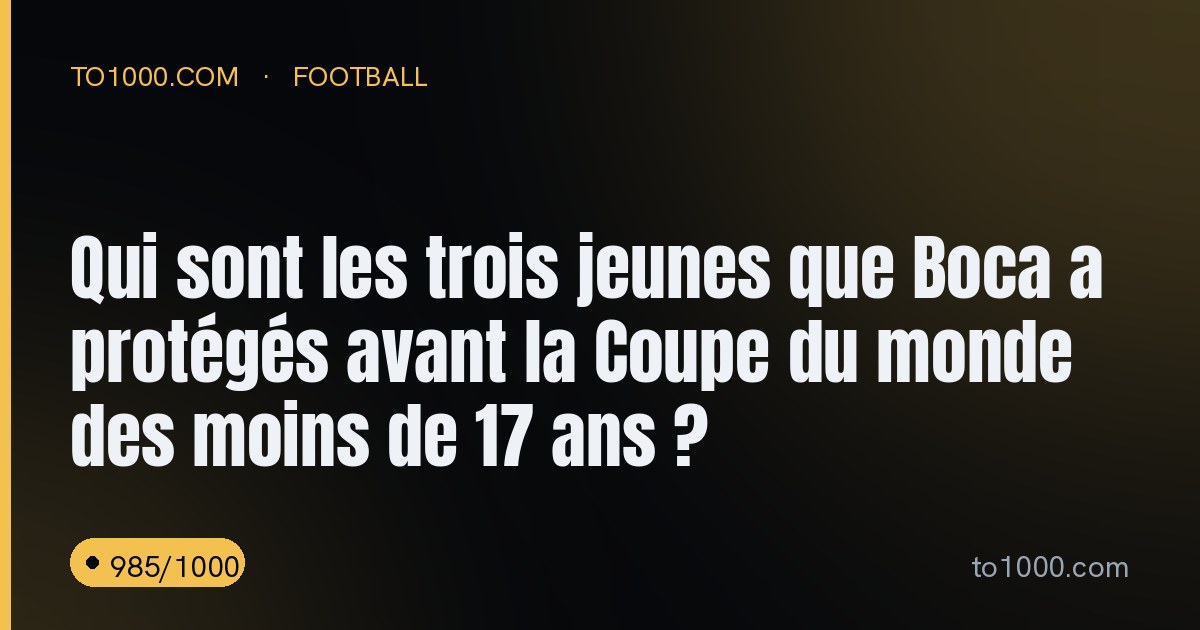 TO1000.COM · FOOTBALL
Qui sont les trois jeunes que Boca a
protégés avant la Coupe du monde
des moins de 17 ans ?
985/1000
to1000.com